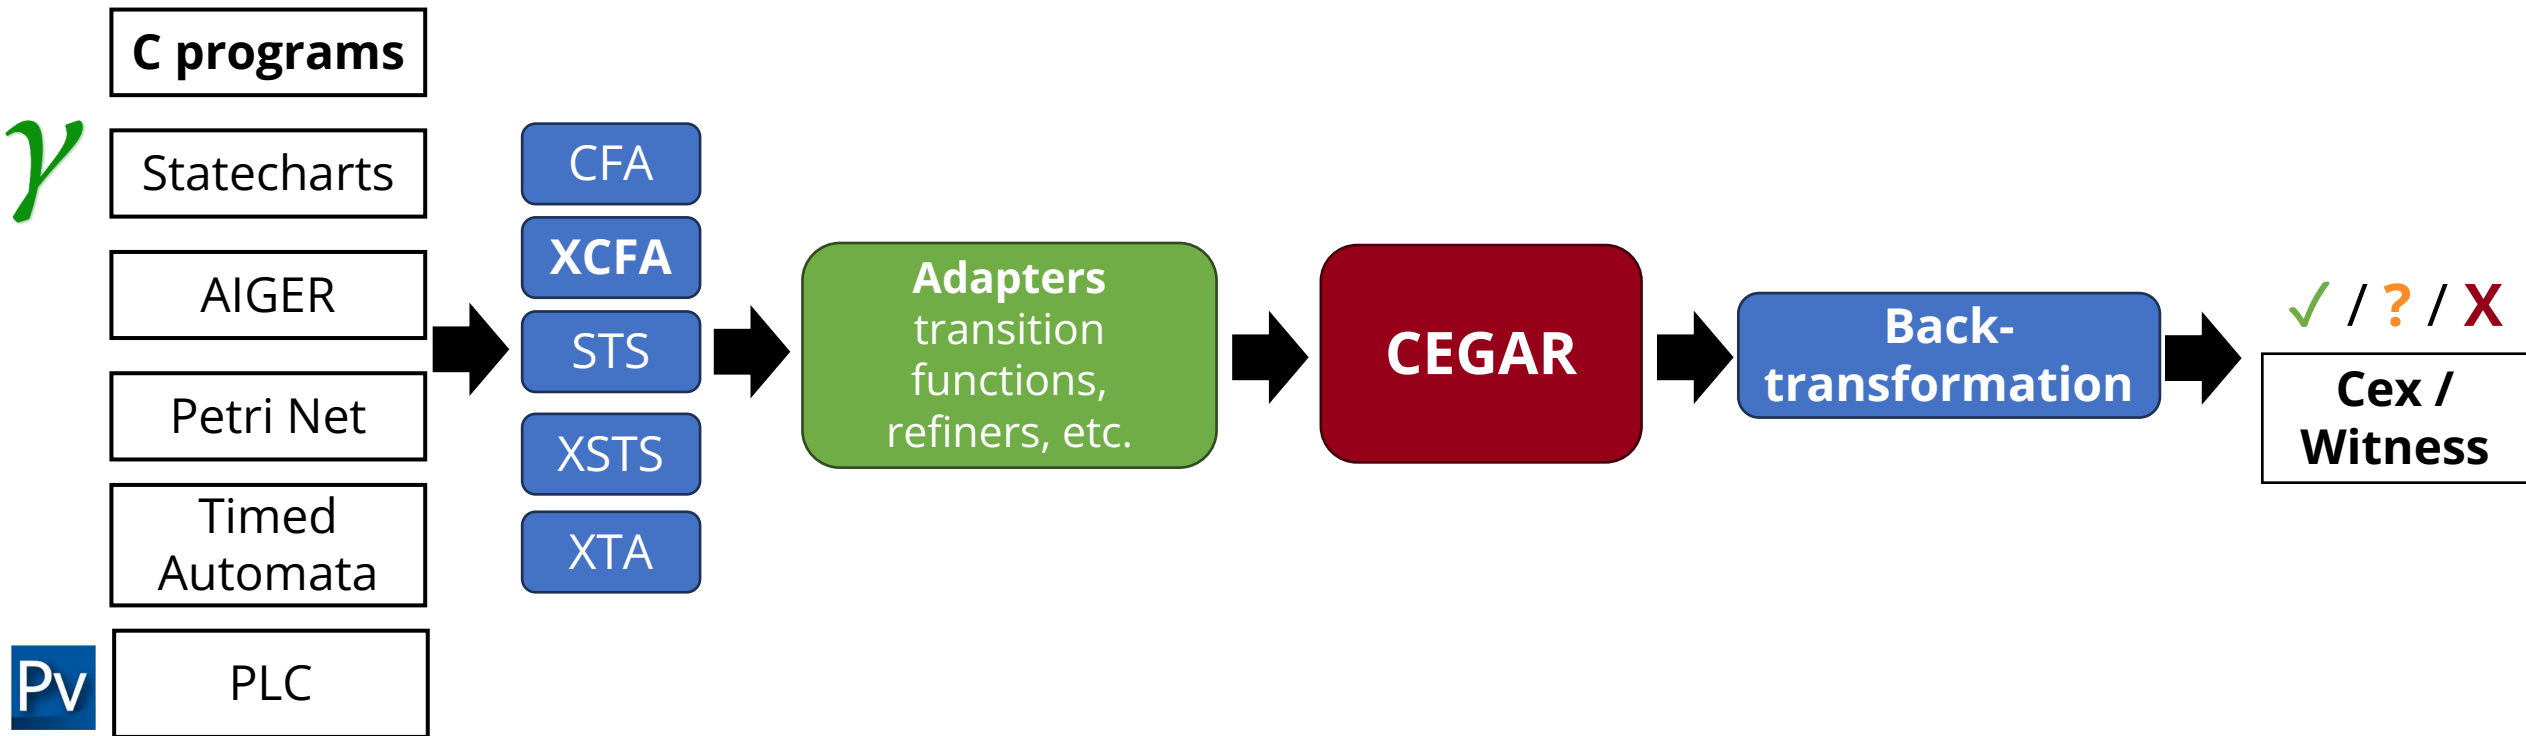 C programs
γ
Statecharts
AIGER
Petri Net
Timed
Automata
Pv
PLC
CFA
XCFA
STS
XSTS
XTA
Adapters
transition
functions,
refiners, etc.
CEGAR
Back-
transformation
✓ / ? / X
Cex /
Witness